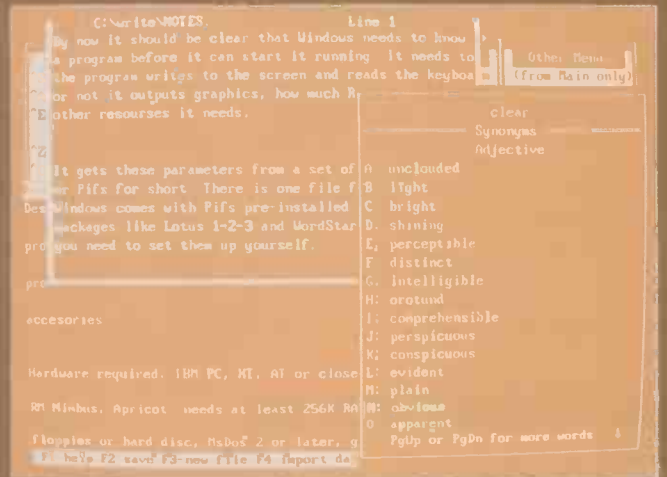 C:\write\NOTES. Line 1
By now it should be clear that Windows needs to know
a program before it can start it running It needs to
the program writes to the screen and reads the keyboa
or not it outputs graphics, how much R
other resourses it needs.
It gets these parameters from a set of
or Pifs for short There is one file f
Windows comes with Pifs pre-installed
packages like Lotus 1-2-3 and WordStar
you need to set them up yourself.
^E
^Z
Des
pro
pro
accesories
Hardware required. IBM PC, XT, AT or close
RM Nimbus, Apricot needs at least 256K RA
floppies or hard disc, MsDos 2 or later, g
F1 help F2 save F3-new file F4 import da
Other Menu
(from Main only)
clear
Synonyms
Adjective
A unclouded
B light
C bright
D. shining
E, perceptible
F distinct
G. Intelligible
H: orotund
I: comprehensible
J: perspicuous
K; conspicuous
L: evident
M: plain
N: obvious
O apparent
PgUp or PgDn for more words ↓